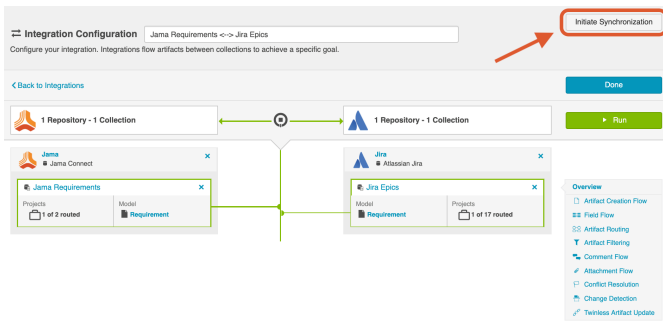 Initiate Synchronization
Integration Configuration
Jama Requirements <--> Jira Epics
Configure your integration. Integrations flow artifacts between collections to achieve a specific goal.
Back to Integrations
Done
1 Repository - 1 Collection
1 Repository - 1 Collection
Run
Jama
Jama Connect
×
Jama Requirements
×
Projects
1 of 2 routed
Model
Requirement
Jira
Atlassian Jira
×
Jira Epics
×
Model
Requirement
Projects
1 of 17 routed
Overview
Artifact Creation Flow
Field Flow
Artifact Routing
Artifact Filtering
Comment Flow
Attachment Flow
Conflict Resolution
Change Detection
Twinless Artifact Update